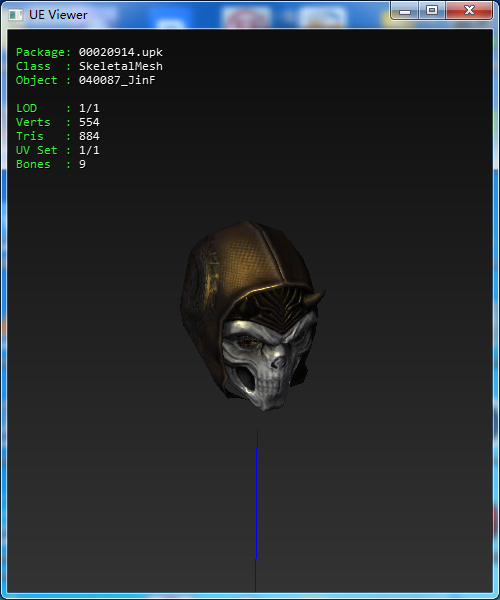 UE Viewer
Package: 00020914.upk
Class : SkeletalMesh
Object : 040087_JinF
LOD : 1/1
Verts : 554
Tris : 884
UV Set : 1/1
Bones : 9